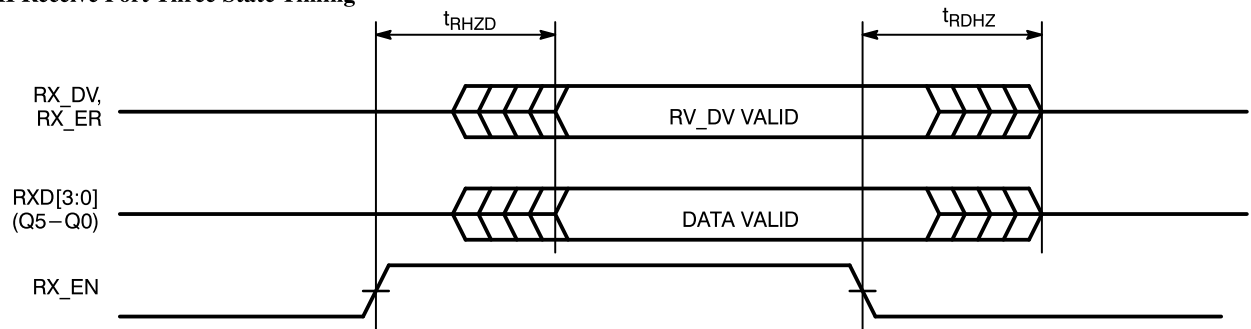 Receive Port Three State Timing
tRHZD
tRDHZ
RX_DV,
RX_ER
RV_DV VALID
RXD[3:0]
(Q5–Q0)
DATA VALID
RX_EN